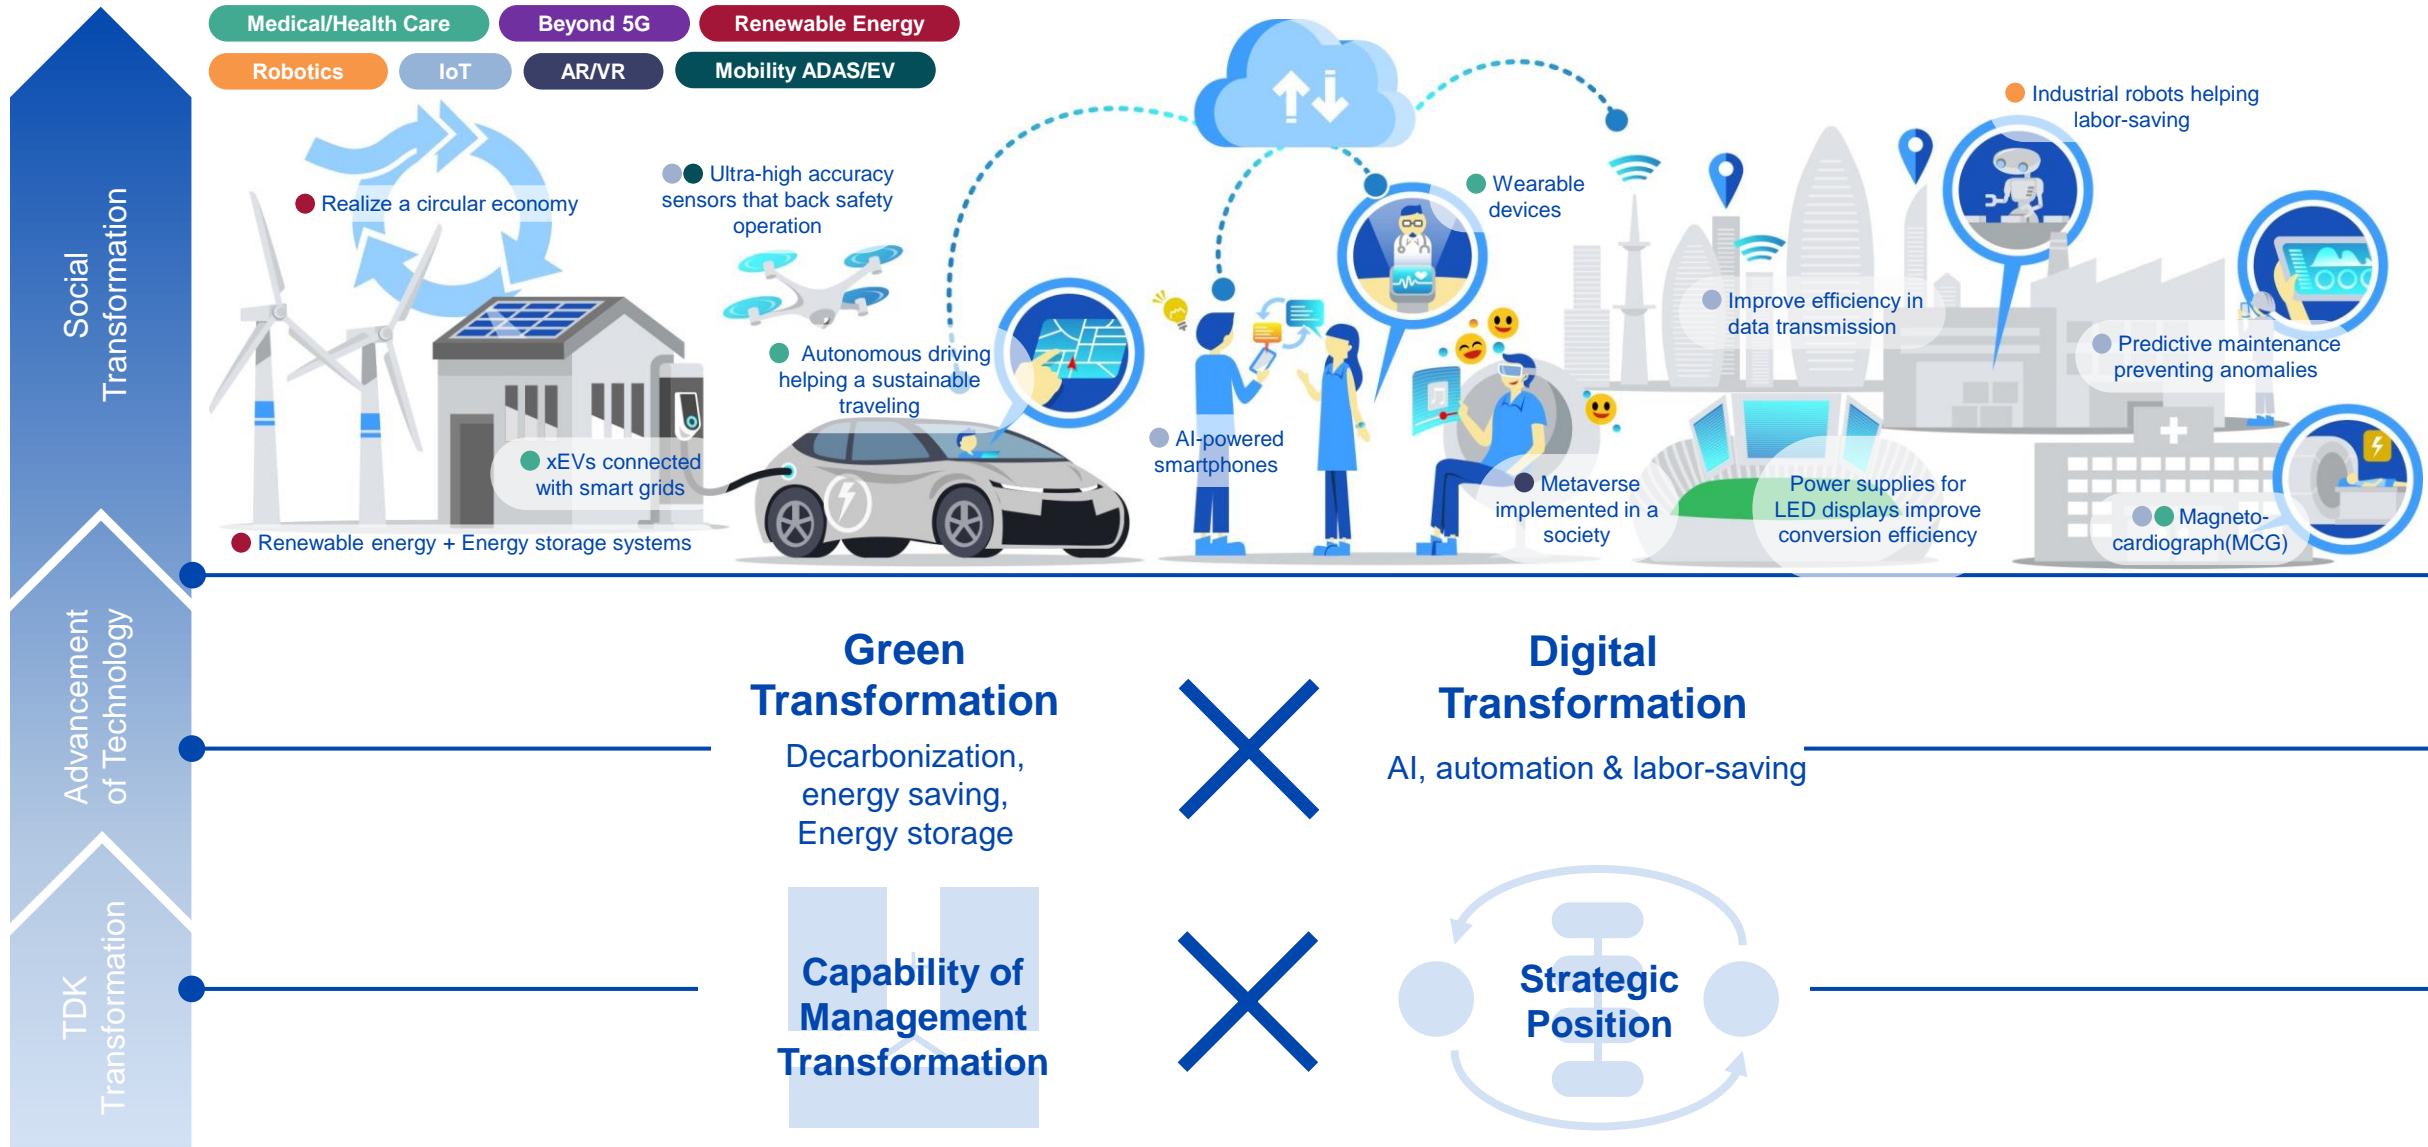 Medical/Health Care
Beyond 5G
Renewable Energy
Robotics
IoT
AR/VR
Mobility ADAS/EV
Social
Transformation
Realize a circular economy
Ultra-high accuracy
sensors that back safety
operation
Wearable
devices
Industrial robots helping
labor-saving
Improve efficiency in
data transmission
Predictive maintenance
preventing anomalies
Autonomous driving
helping a sustainable
traveling
xEVs connected
with smart grids
AI-powered
smartphones
Metaverse
implemented in a
society
Power supplies for
LED displays improve
conversion efficiency
Magneto-
cardiograph(MCG)
Renewable energy + Energy storage systems
Advancement
of Technology
Green
Transformation
Decarbonization,
energy saving,
Energy storage
Digital
Transformation
AI, automation & labor-saving
TDK
Transformation
Capability of
Management
Transformation
Strategic
Position